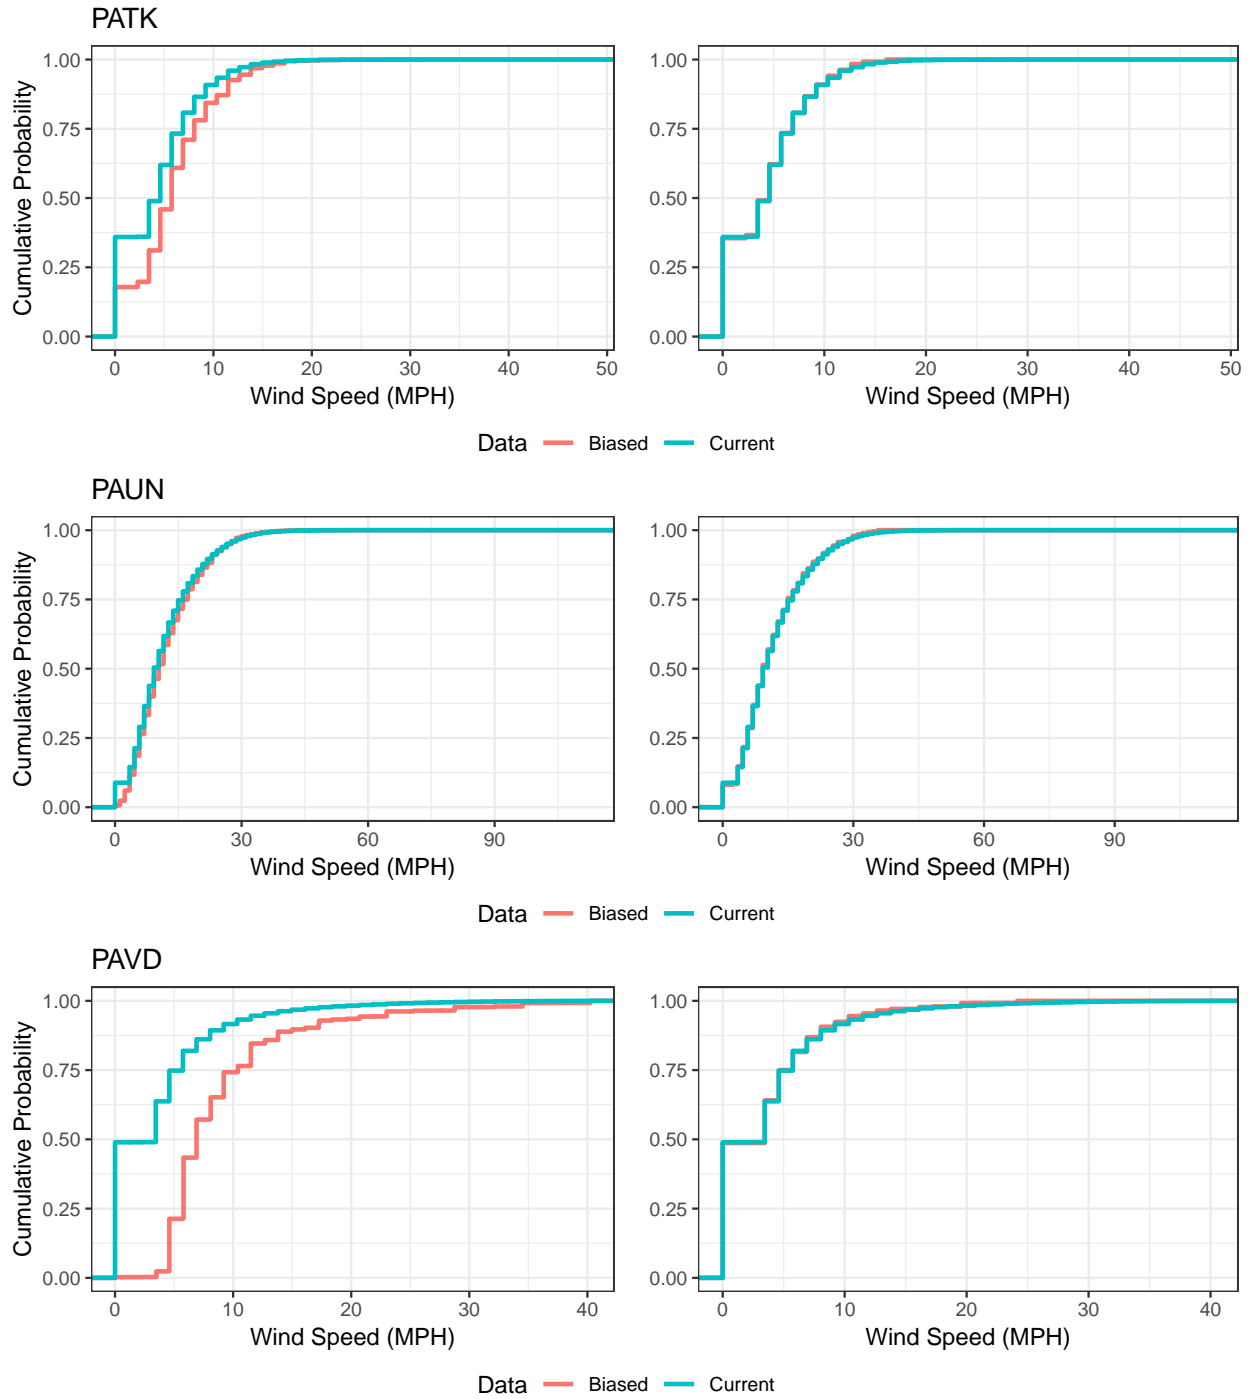 PATK
Cumulative Probability
1.00
0.75
0.50
0.25
0.00
0 10 20 30 40 50
Wind Speed (MPH)
1.00
0.75
0.50
0.25
0.00
0 10 20 30 40 50
Wind Speed (MPH)
Data Biased Current
PAUN
Cumulative Probability
1.00
0.75
0.50
0.25
0.00
0 30 60 90
Wind Speed (MPH)
1.00
0.75
0.50
0.25
0.00
0 30 60 90
Wind Speed (MPH)
Data Biased Current
PAVD
Cumulative Probability
1.00
0.75
0.50
0.25
0.00
0 10 20 30 40
Wind Speed (MPH)
1.00
0.75
0.50
0.25
0.00
0 10 20 30 40
Wind Speed (MPH)
Data Biased Current